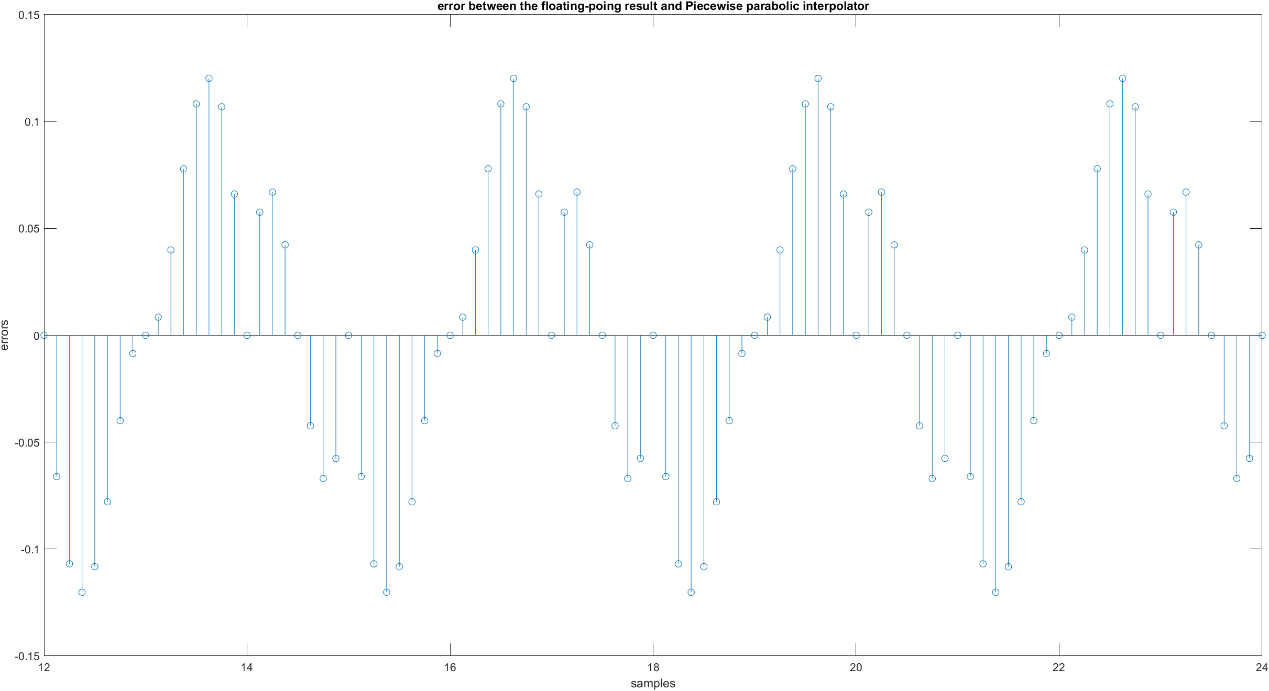 error between the floating-poing result and Piecewise parabolic interpolator
0.15
0.1
0.05
0
-0.05
-0.1
-0.15
errors
12 14 16 18 20 22 24
samples